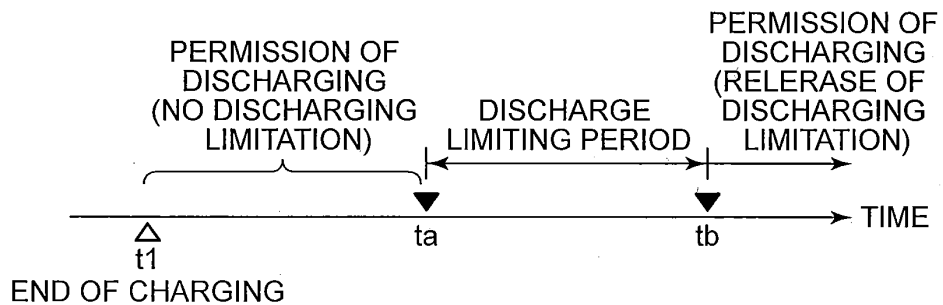 PERMISSION OF
DISCHARGING
(NO DISCHARGING
LIMITATION)
DISCHARGE
LIMITING PERIOD
PERMISSION OF
DISCHARGING
(RELERASE OF
DISCHARGING
LIMITATION)
TIME
t1
ta
tb
END OF CHARGING